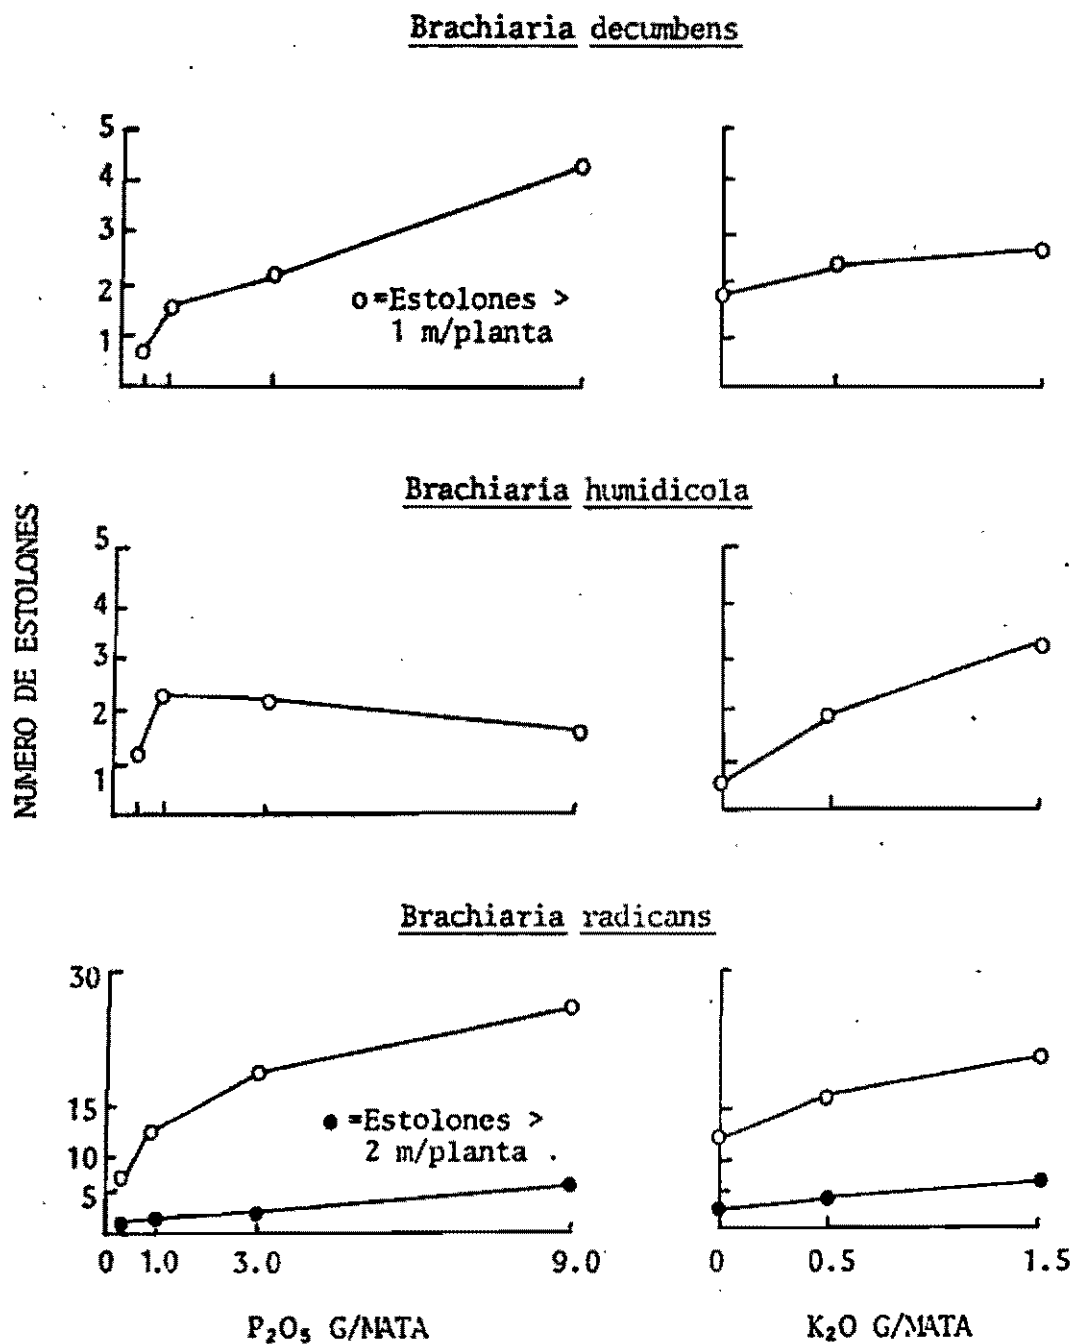 Brachiaria decumbens
5
4
3
2
1
o=Estolones >
1 m/planta
Brachiaria humidicola
NUMERO DE ESTOLONES
5
4
3
2
1
Brachiaria radicans
30
15
10
5
●=Estolones >
2 m/planta
0 1.0 3.0 9.0
0 0.5 1.5
P₂O₅ G/MATA
K₂O G/MATA